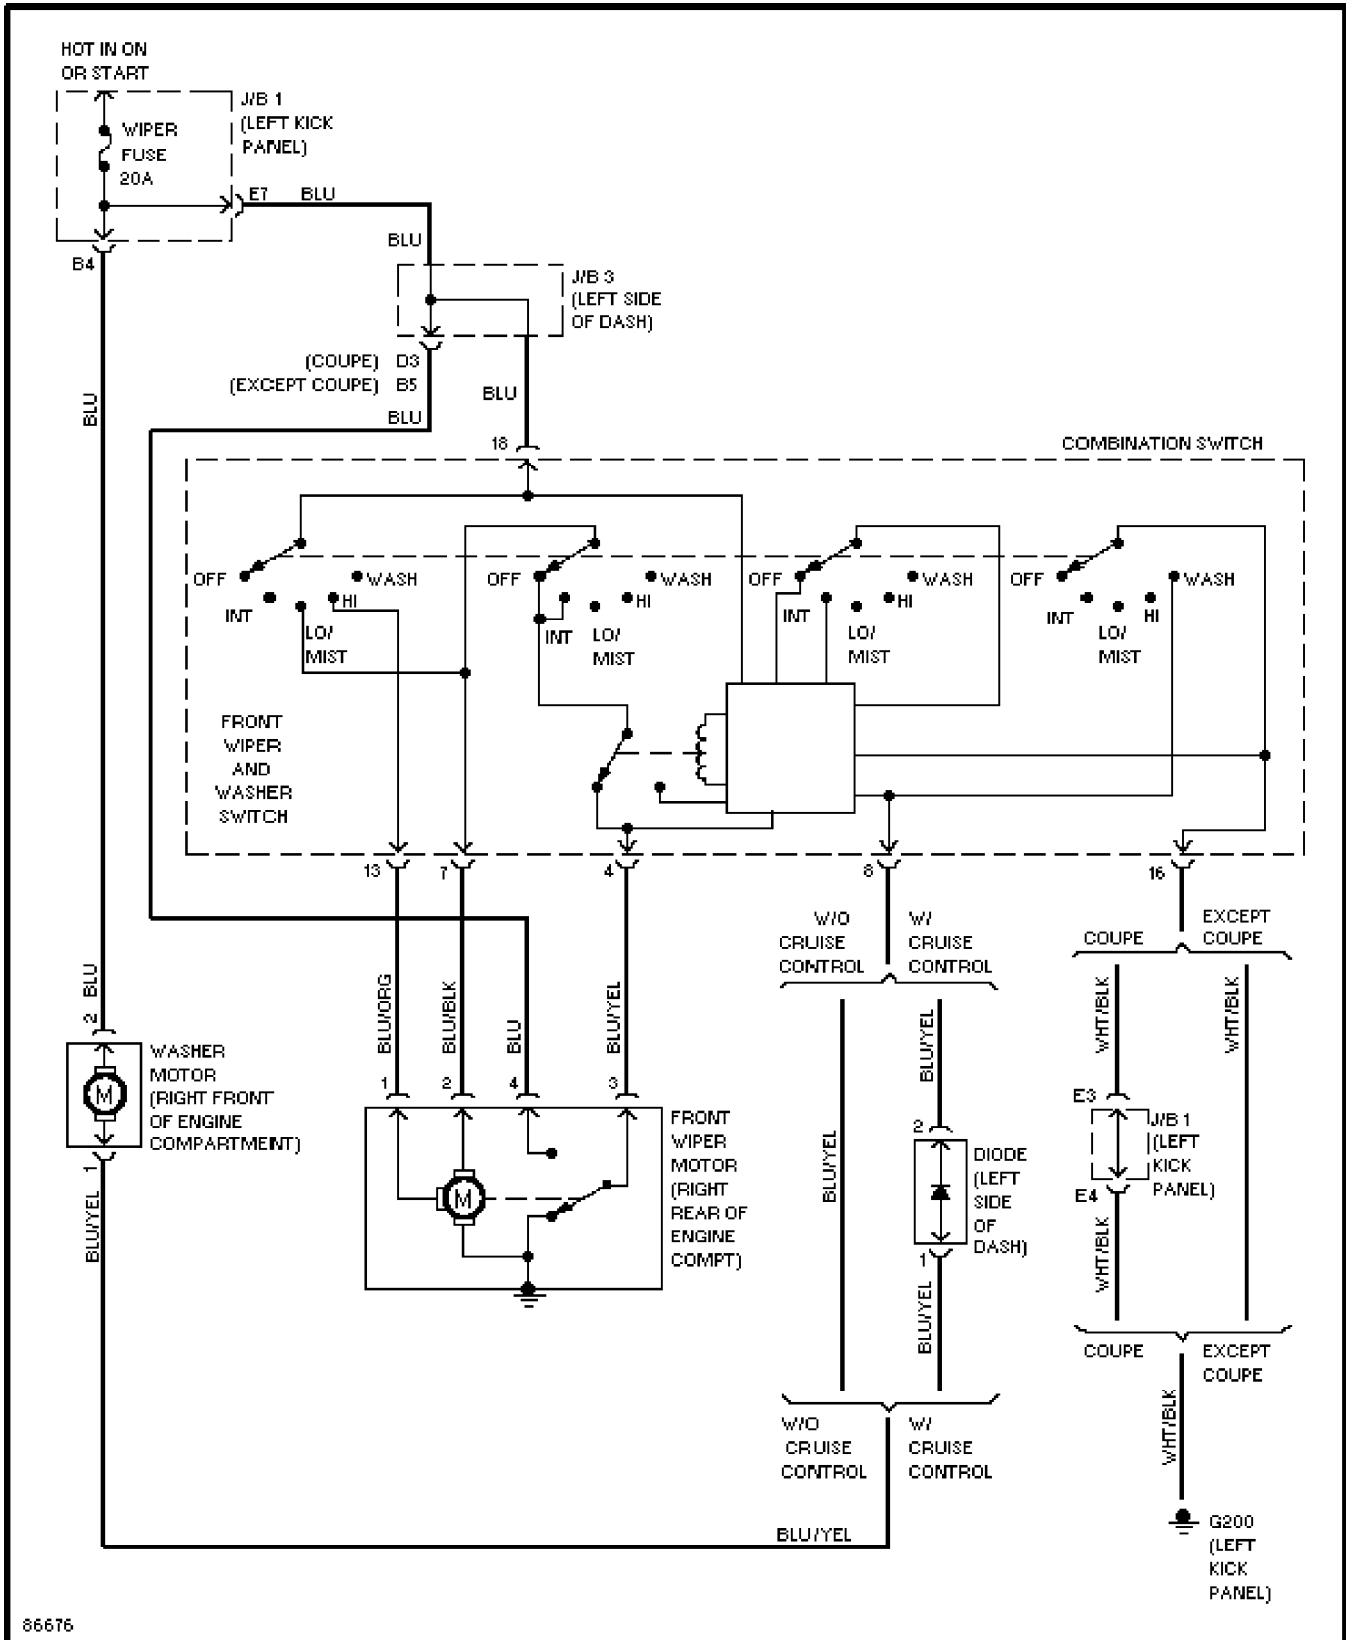 HOT IN ON
OR START
J/B 1
(LEFT KICK
PANEL)
WIPER
FUSE
20A
E7
BLU
B4
BLU
J/B 3
(LEFT SIDE
OF DASH)
(COUPE) D3
(EXCEPT COUPE) B5
BLU
BLU
BLU
18
COMBINATION SWITCH
OFF
INT
LO/
MIST
HI
WASH
OFF
INT
LO/
MIST
HI
WASH
OFF
INT
LO/
MIST
HI
WASH
OFF
INT
LO/
MIST
HI
WASH
FRONT
WIPER
AND
WASHER
SWITCH
13
7
4
8
16
W/O
CRUISE
CONTROL
W/
CRUISE
CONTROL
COUPE
EXCEPT
COUPE
BLU
2
BLU/ORG
1
BLU/BLK
2
BLU
4
BLU/YEL
3
BLU/YEL
WHT/BLK
WHT/BLK
WASHER
MOTOR
(RIGHT FRONT
OF ENGINE
COMPARTMENT)
M
1
BLU/YEL
FRONT
WIPER
MOTOR
(RIGHT
REAR OF
ENGINE
COMPT)
M
BLU/YEL
2
DIODE
(LEFT
SIDE
OF
DASH)
1
BLU/YEL
E3
J/B 1
(LEFT
KICK
PANEL)
E4
WHT/BLK
COUPE
EXCEPT
COUPE
W/O
CRUISE
CONTROL
W/
CRUISE
CONTROL
WHT/BLK
BLU/YEL
G200
(LEFT
KICK
PANEL)
86676